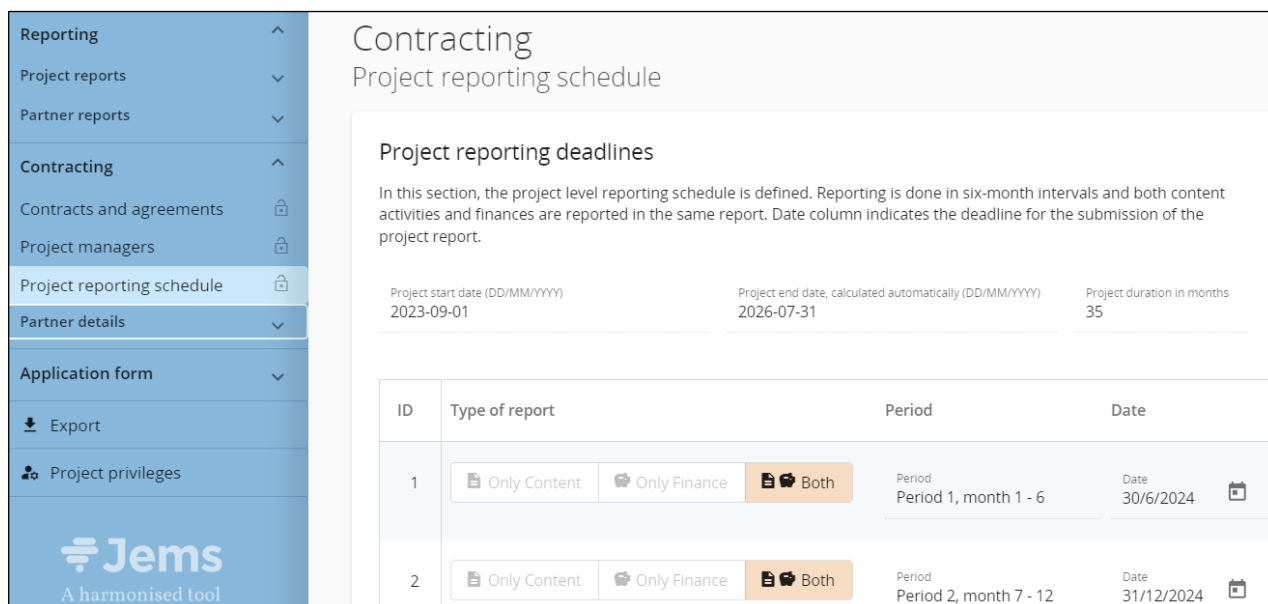 Reporting
Project reports
Partner reports
Contracting
Contracts and agreements
Project managers
Project reporting schedule
Partner details
Application form
Export
Project privileges
Jems
A harmonised tool
Contracting
Project reporting schedule
Project reporting deadlines
In this section, the project level reporting schedule is defined. Reporting is done in six-month intervals and both content
activities and finances are reported in the same report. Date column indicates the deadline for the submission of the
project report.
Project start date (DD/MM/YYYY) Project end date, calculated automatically (DD/MM/YYYY) Project duration in months
2023-09-01 2026-07-31 35
ID Type of report Period Date
Period Date
1 Only Content Only Finance Both Period 1, month 1 - 6 30/6/2024
Period Date
2 Only Content Only Finance Both Period 2, month 7 - 12 31/12/2024